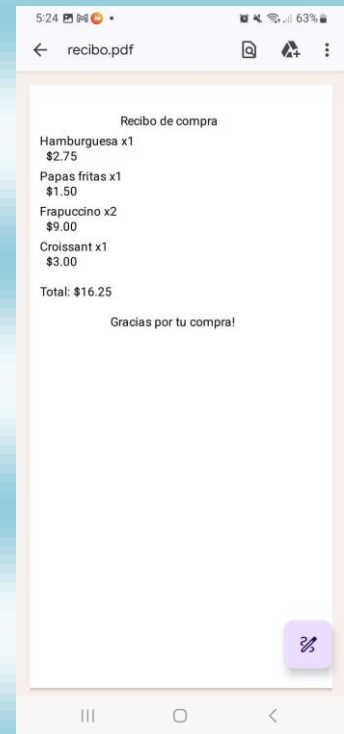 5:24
63%
recibo.pdf
Recibo de compra
Hamburguesa x1
$2.75
Papas fritas x1
$1.50
Frapuccino x2
$9.00
Croissant x1
$3.00
Total: $16.25
Gracias por tu compra!